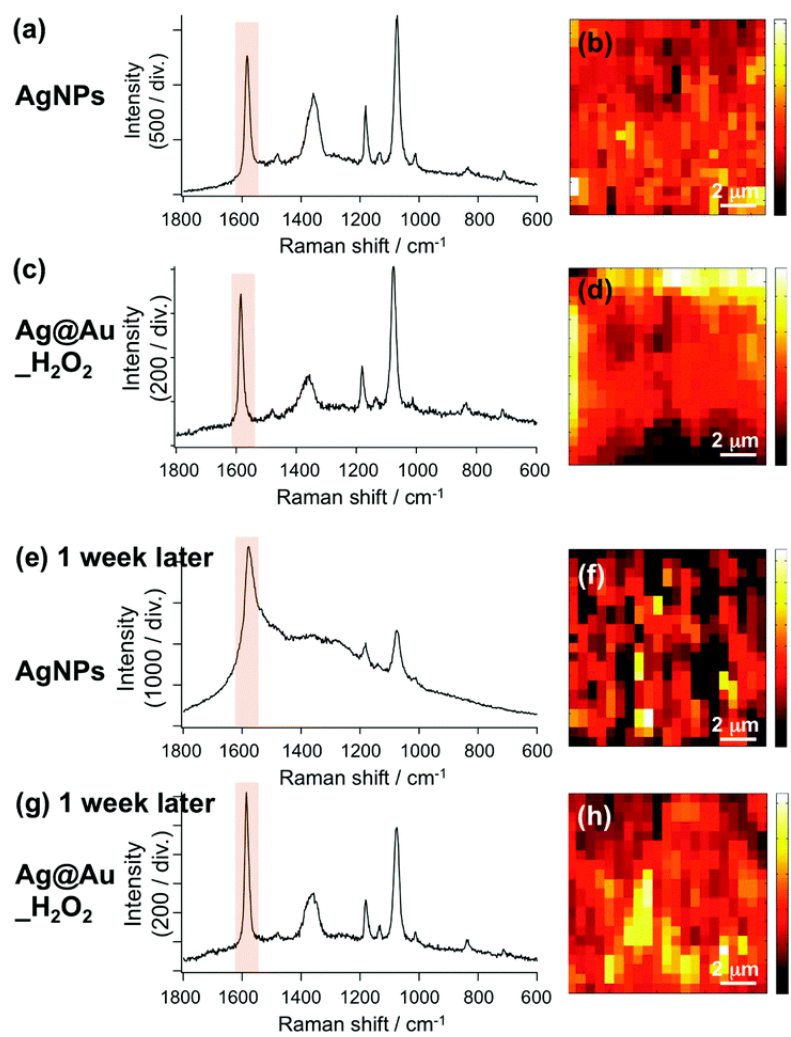 (a)
AgNPs
Intensity
(500 / div.)
1800 1600 1400 1200 1000 800 600
Raman shift / cm-1
(b)
2 μm
(c)
Ag@Au
_H2O2
Intensity
(200 / div.)
1800 1600 1400 1200 1000 800 600
Raman shift / cm-1
(d)
2 μm
(e) 1 week later
AgNPs
Intensity
(1000 / div.)
1800 1600 1400 1200 1000 800 600
Raman shift / cm-1
(f)
2 μm
(g) 1 week later
Ag@Au
_H2O2
Intensity
(200 / div.)
1800 1600 1400 1200 1000 800 600
Raman shift / cm-1
(h)
2 μm